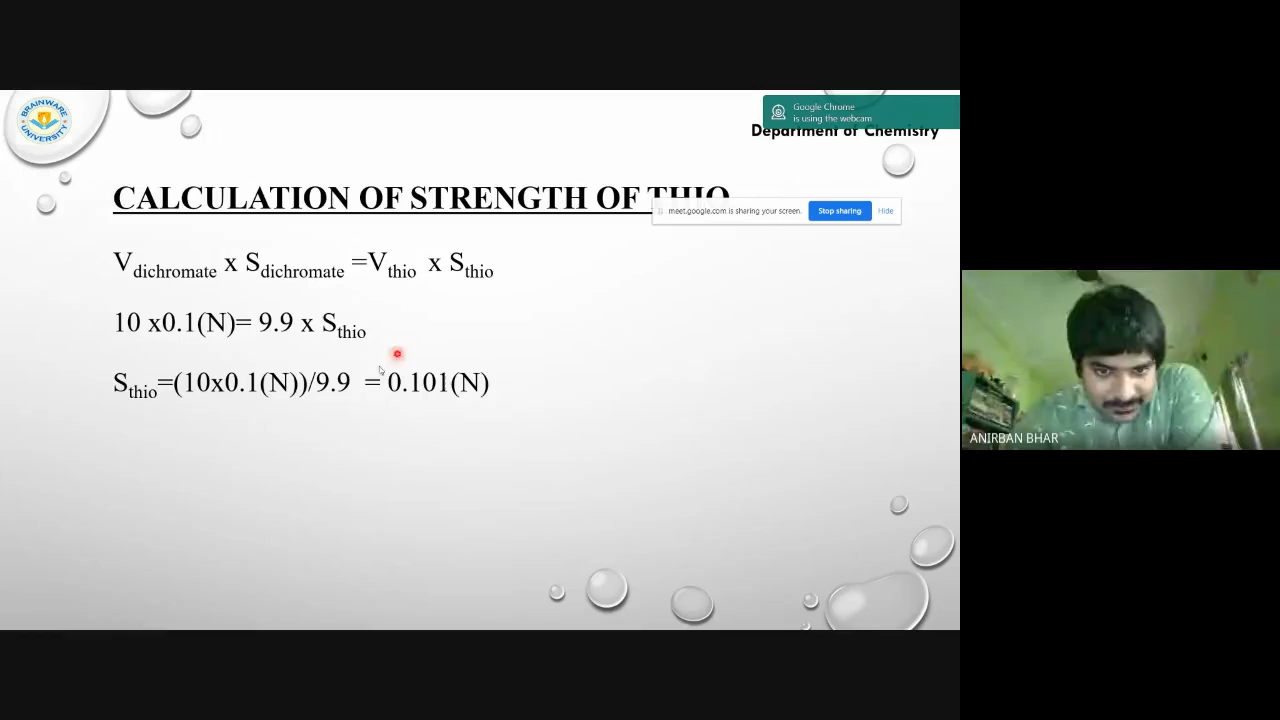 BRAINWARE UNIVERSITY
Google Chrome
is using the webcam
Department of Chemistry
CALCULATION OF STRENGTH OF THIO
meet.google.com is sharing your screen.
Stop sharing
Hide
Vdichromate x Sdichromate =Vthio x Sthio
10 x0.1(N)= 9.9 x Sthio
Sthio=(10x0.1(N))/9.9 = 0.101(N)
ANIRBAN BHAR